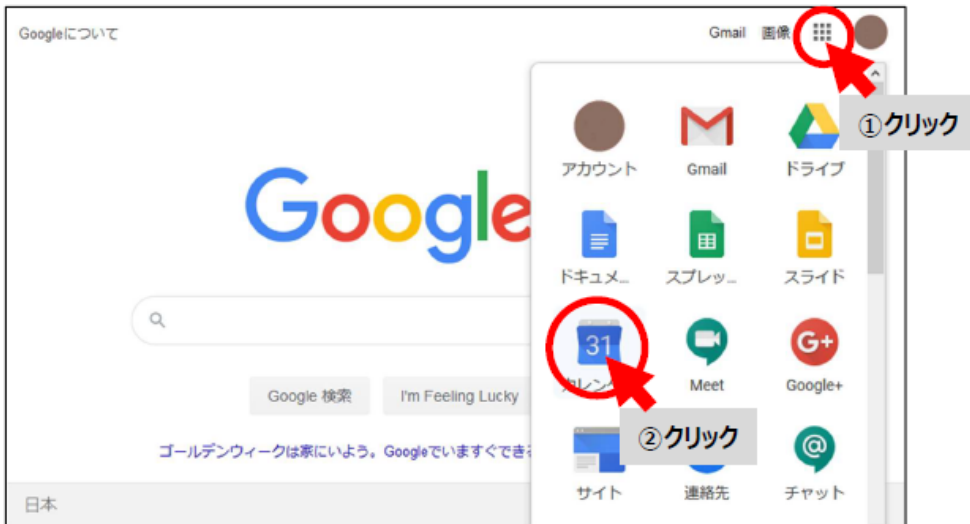 Googleについて
Gmail 画像
①クリック
アカウント Gmail ドライブ
Google
ドキュメ... スプレッ... スライド
31
G+
Meet Google+
Google 検索 I'm Feeling Lucky
②クリック
ゴールデンウィークは家にいよう。Googleでいますぐでき
サイト 連絡先 チャット
日本